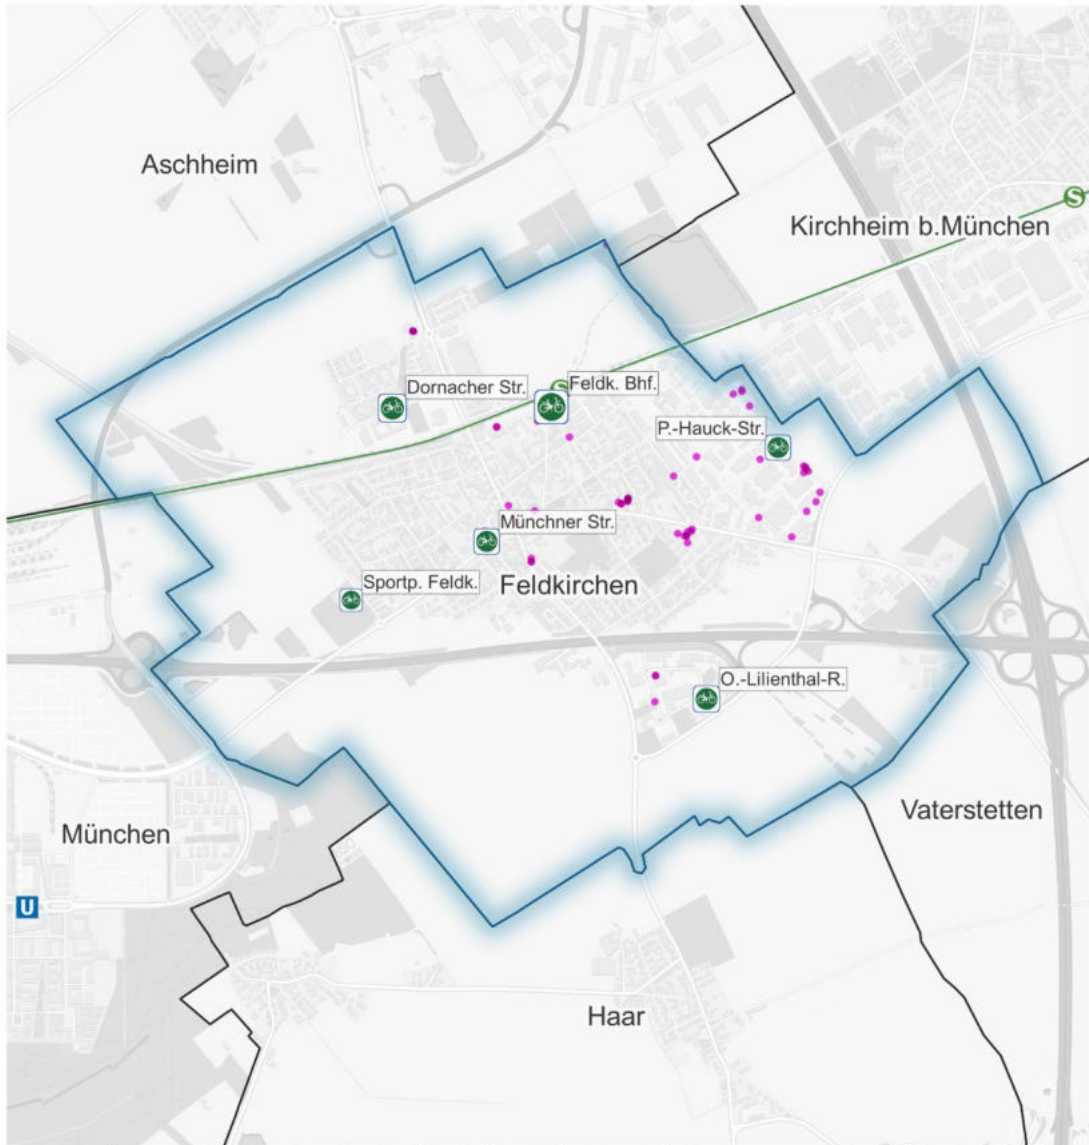 Aschheim
S
Kirchheim b.München
Dornacher Str.
Feldk. Bhf.
P.-Hauck-Str.
Münchner Str.
Sportp. Feldk.
Feldkirchen
O.-Lilienthal-R.
Vaterstetten
München
U
Haar